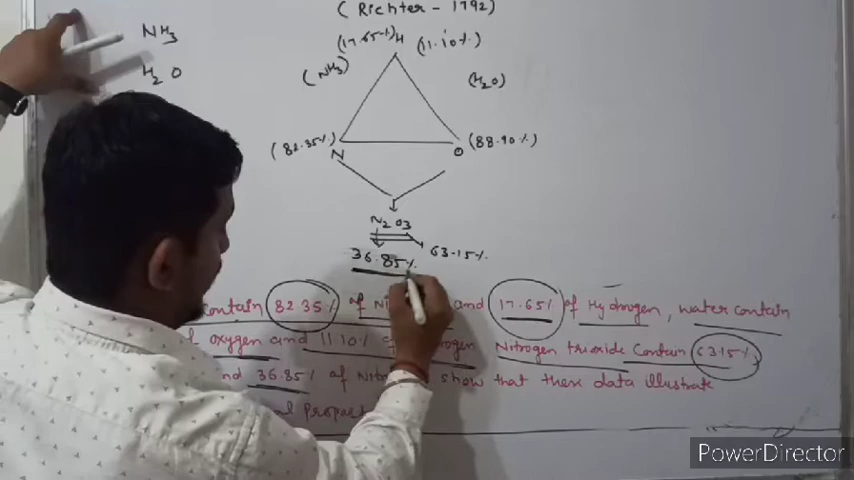 (Richter - 1792)
NH3
(17.65%) H (11.10%)
H2O
(NH3) (H2O)
(82.35%) (88.90%)
N O
N2O3
36.85% 63.15%
contain 82.35% of and 17.65% of Hydrogen, water contain
of oxygen and 11.10% Nitrogen trioxide contain 63.15%
36.85% of show that these data illustrate
PowerDirector